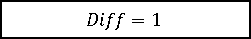 Diff = 1